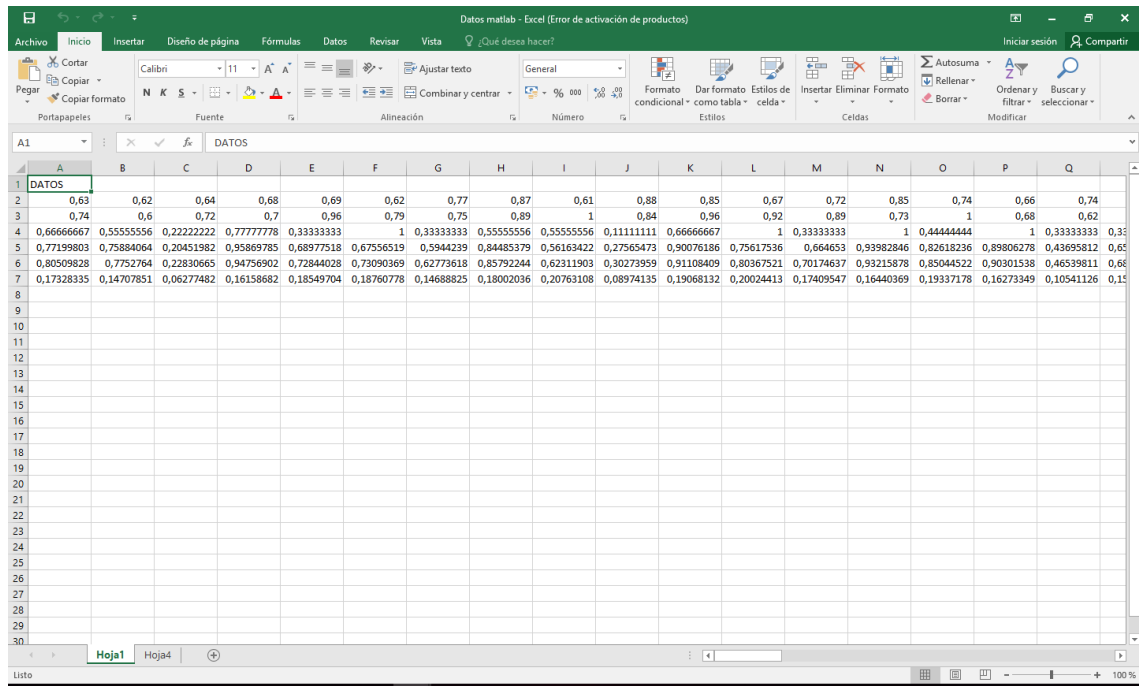 Datos matlab - Excel (Error de activación de productos)
Archivo Inicio Insertar Diseño de página Fórmulas Datos Revisar Vista ¿Qué desea hacer? Iniciar sesión Compartir
Pegar Cortar Copiar Copiar formato Portapapeles
Calibri 11 A A N K S A Fuente
Ajustar texto Combinar y centrar Alineación
General % 000 Número
Formato condicional Dar formato como tabla Estilos de celda Estilos
Insertar Eliminar Formato Celdas
Autosuma Rellenar Borrar Ordenar y filtrar Buscar y seleccionar Modificar
A1 fx DATOS
A B C D E F G H I J K L M N O P Q
1 DATOS
2 0,63 0,62 0,64 0,68 0,69 0,62 0,77 0,87 0,61 0,88 0,85 0,67 0,72 0,85 0,74 0,66 0,74
3 0,74 0,6 0,72 0,7 0,96 0,79 0,75 0,89 1 0,84 0,96 0,92 0,89 0,73 1 0,68 0,62
4 0,66666667 0,55555556 0,22222222 0,77777778 0,33333333 1 0,33333333 0,55555556 0,55555556 0,11111111 0,66666667 1 0,33333333 1 0,44444444 1 0,33333333 0,33
5 0,77199803 0,75884064 0,20451982 0,95869785 0,68977518 0,67556519 0,5944239 0,84485379 0,56163422 0,27565473 0,90076186 0,75617536 0,664653 0,93982846 0,82618236 0,89806278 0,43695812 0,65
6 0,80509828 0,7752764 0,22830665 0,94756902 0,72844028 0,73090369 0,62773618 0,85792244 0,62311903 0,30273959 0,91108409 0,80367521 0,70174637 0,93215878 0,85044522 0,90301538 0,46539811 0,68
7 0,17328335 0,14707851 0,06277482 0,16158682 0,18549704 0,18760778 0,14688825 0,18002036 0,20763108 0,08974135 0,19068132 0,20024413 0,17409547 0,16440369 0,19337178 0,16273349 0,10541126 0,15
8
9
10
11
12
13
14
15
16
17
18
19
20
21
22
23
24
25
26
27
28
29
30
Hoja1 Hoja4
Listo 100 %